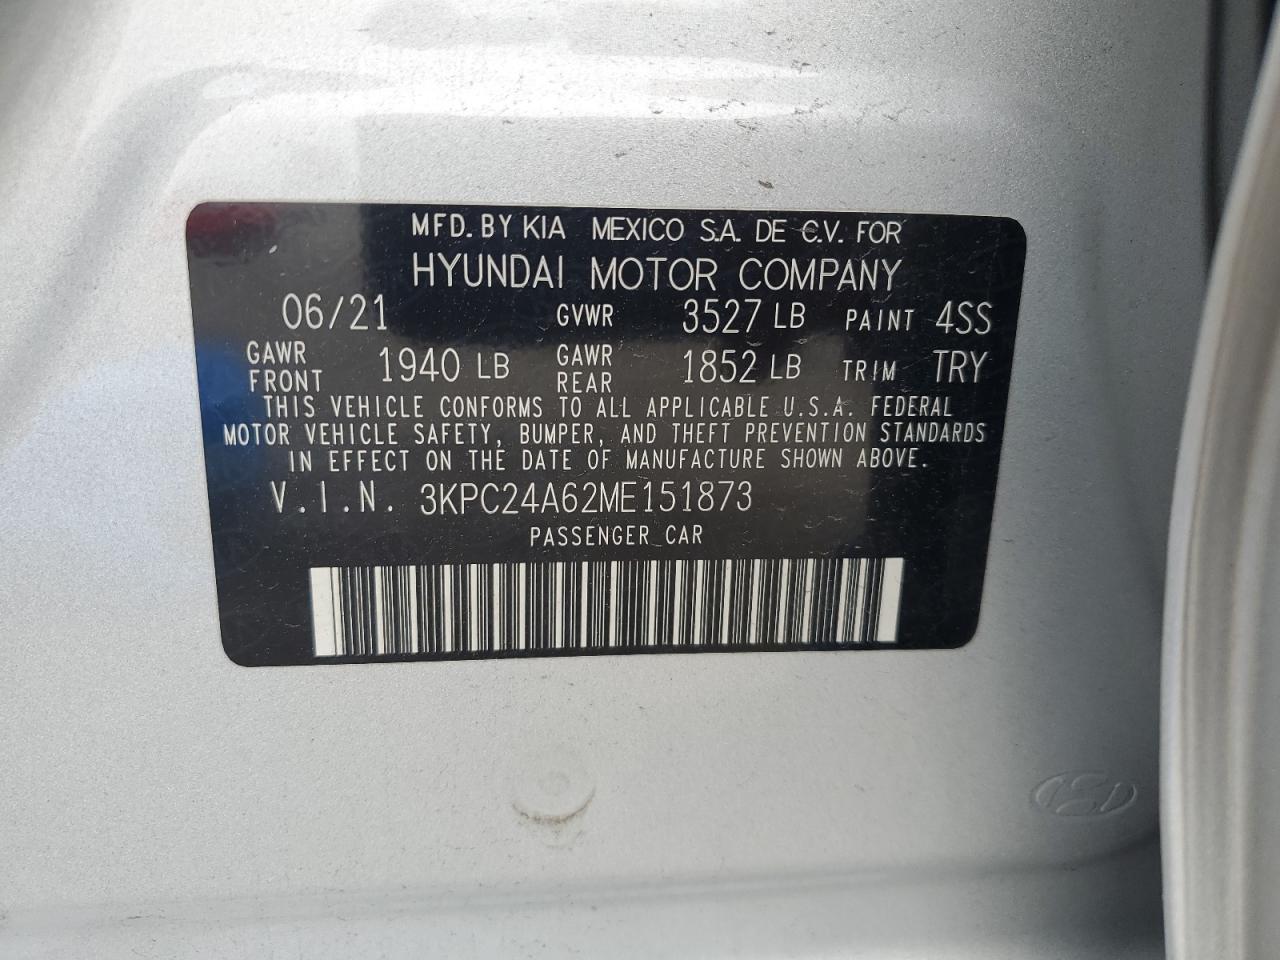 MFD. BY KIA MEXICO S.A. DE C.V. FOR
HYUNDAI MOTOR COMPANY
06/21 GVWR 3527 LB PAINT 4SS
GAWR FRONT 1940 LB GAWR REAR 1852 LB TRIM TRY
THIS VEHICLE CONFORMS TO ALL APPLICABLE U.S.A. FEDERAL
MOTOR VEHICLE SAFETY, BUMPER, AND THEFT PREVENTION STANDARDS
IN EFFECT ON THE DATE OF MANUFACTURE SHOWN ABOVE.
V.I.N. 3KPC24A62ME151873
PASSENGER CAR